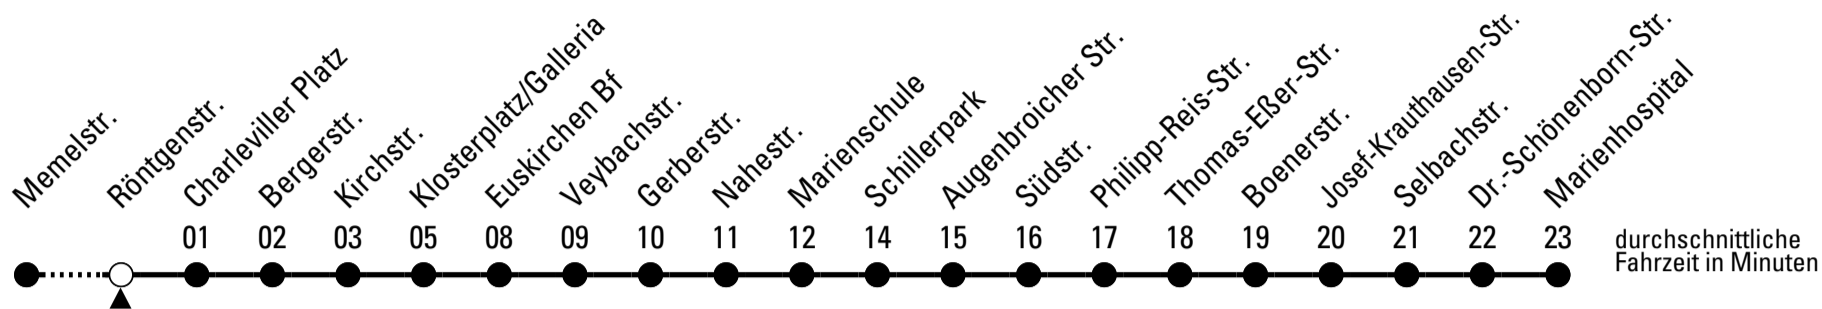 Memelstr.
Röntgenstr.
Charleviller Platz
Bergerstr.
Kirchstr.
Klosterplatz/Galleria
Euskirchen Bf
Veybachstr.
Gerberstr.
Nahestr.
Marienschule
Schillerpark
Augenbroicher Str.
Südstr.
Philipp-Reis-Str.
Thomas-Eßer-Str.
Boenerstr.
Josef-Krauthausen-Str.
Selbachstr.
Dr.-Schönenborn-Str.
Marienhospital
01 02 03 05 08 09 10 11 12 14 15 16 17 18 19 20 21 22 23
durchschnittliche
Fahrzeit in Minuten